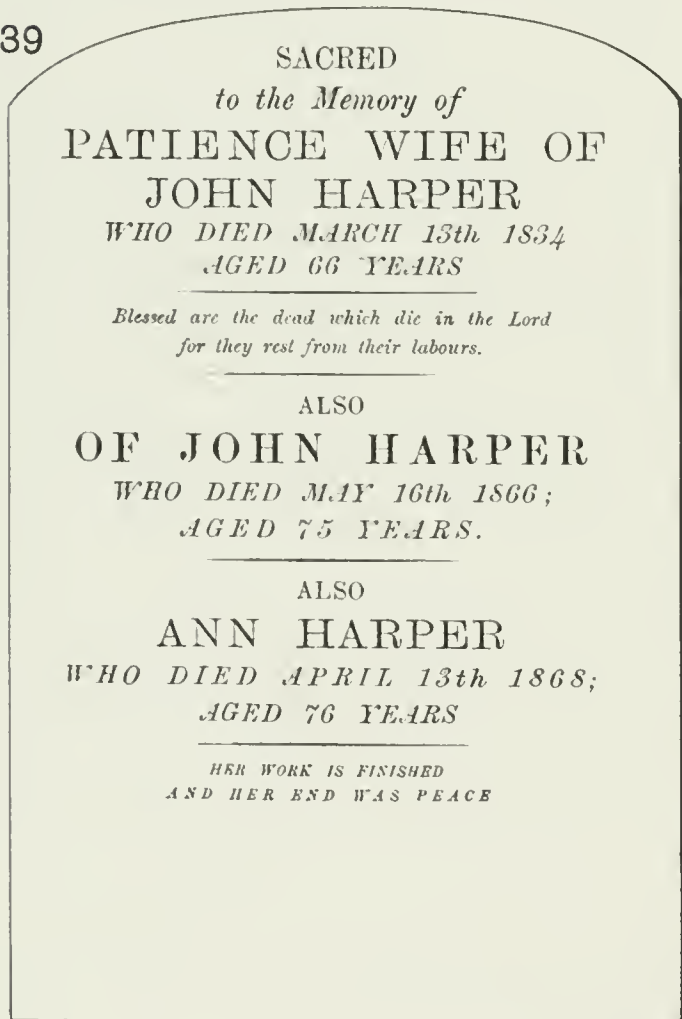 39
SACRED
to the Memory of
PATIENCE WIFE OF
JOHN HARPER
WHO DIED MARCH 13th 1834
AGED 66 YEARS
Blessed are the dead which die in the Lord
for they rest from their labours.
ALSO
OF JOHN HARPER
WHO DIED MAY 16th 1866;
AGED 75 YEARS.
ALSO
ANN HARPER
WHO DIED APRIL 13th 1868;
AGED 76 YEARS
HER WORK IS FINISHED
AND HER END WAS PEACE